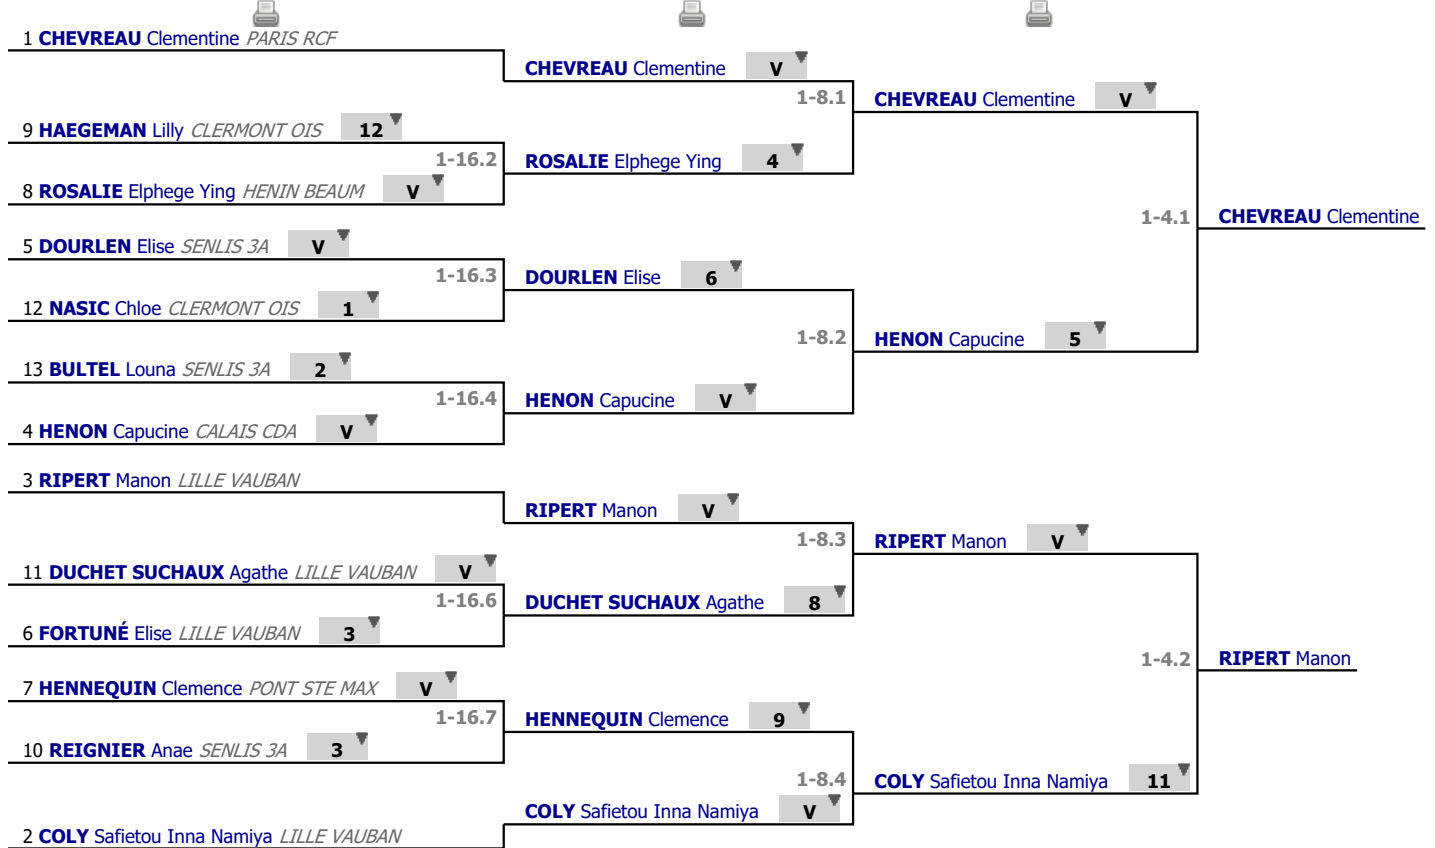 1 CHEVREAU Clementine PARIS RCF
CHEVREAU Clementine V
1-8.1
CHEVREAU Clementine V
9 HAEGEMAN Lilly CLERMONT OIS 12
1-16.2
ROSALIE Elphege Ying 4
8 ROSALIE Elphege Ying HENIN BEAUM V
1-4.1
CHEVREAU Clementine
5 DOURLEN Elise SENLIS 3A V
1-16.3
DOURLEN Elise 6
12 NASIC Chloe CLERMONT OIS 1
1-8.2
HENON Capucine 5
13 BULTEL Louna SENLIS 3A 2
1-16.4
HENON Capucine V
4 HENON Capucine CALAIS CDA V
3 RIPERT Manon LILLE VAUBAN
RIPERT Manon V
1-8.3
RIPERT Manon V
11 DUCHET SUCHAUX Agathe LILLE VAUBAN V
1-16.6
DUCHET SUCHAUX Agathe 8
6 FORTUNÉ Elise LILLE VAUBAN 3
1-4.2
RIPERT Manon
7 HENNEQUIN Clemence PONT STE MAX V
1-16.7
HENNEQUIN Clemence 9
10 REIGNIER Anae SENLIS 3A 3
1-8.4
COLY Safietou Inna Namiya 11
COLY Safietou Inna Namiya V
2 COLY Safietou Inna Namiya LILLE VAUBAN